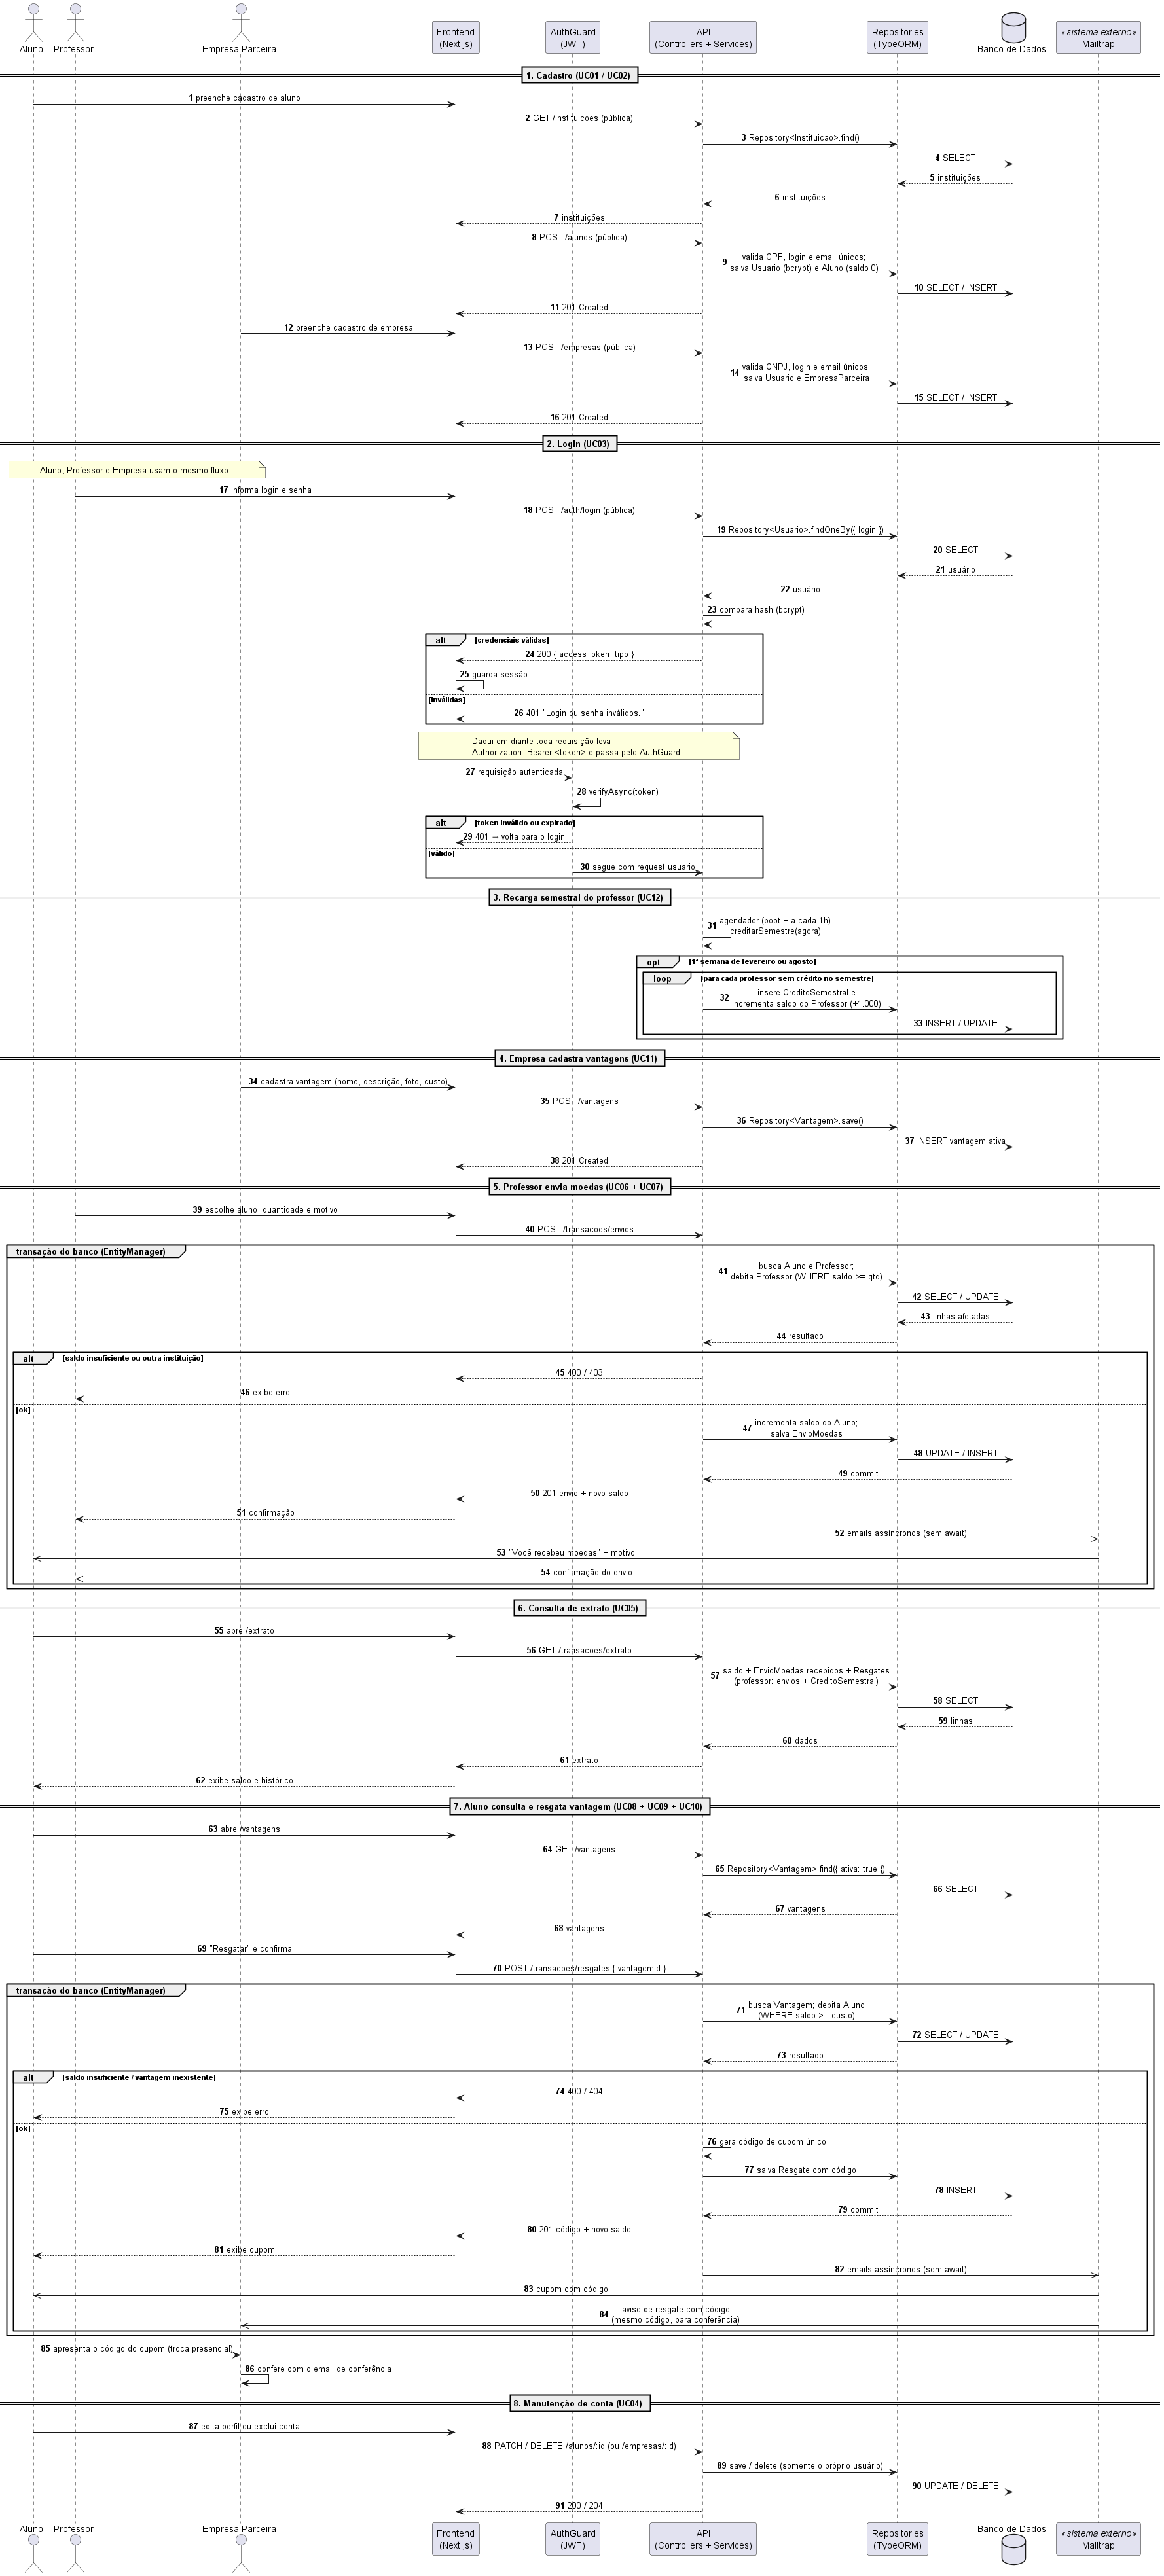 Aluno
Professor
Empresa Parceira
Frontend
(Next.js)
AuthGuard
(JWT)
API
(Controllers + Services)
Repositories
(TypeORM)
Banco de Dados
«sistema externo»
Mailtrap
1. Cadastro (UC01 / UC02)
1 preenche cadastro de aluno
2 GET /instituicoes (pública)
3 Repository<Instituicao>.find()
4 SELECT
5 instituições
6 instituições
7 instituições
8 POST /alunos (pública)
9 valida CPF, login e email únicos;
salva Usuario (bcrypt) e Aluno (saldo 0)
10 SELECT / INSERT
11 201 Created
12 preenche cadastro de empresa
13 POST /empresas (pública)
14 valida CNPJ, login e email únicos;
salva Usuario e EmpresaParceira
15 SELECT / INSERT
16 201 Created
2. Login (UC03)
Aluno, Professor e Empresa usam o mesmo fluxo
17 informa login e senha
18 POST /auth/login (pública)
19 Repository<Usuario>.findOneBy({ login })
20 SELECT
21 usuário
22 usuário
23 compara hash (bcrypt)
alt [credenciais válidas]
24 200 { accessToken, tipo }
25 guarda sessão
[inválidas]
26 401 "Login ou senha inválidos."
Daqui em diante toda requisição leva
Authorization: Bearer <token> e passa pelo AuthGuard
27 requisição autenticada
28 verifyAsync(token)
alt [token inválido ou expirado]
29 401 → volta para o login
[válido]
30 segue com request.usuario
3. Recarga semestral do professor (UC12)
31 agendador (boot + a cada 1h)
creditarSemestre(agora)
opt [1ª semana de fevereiro ou agosto]
loop [para cada professor sem crédito no semestre]
32 insere CreditoSemestral e
incrementa saldo do Professor (+1.000)
33 INSERT / UPDATE
4. Empresa cadastra vantagens (UC11)
34 cadastra vantagem (nome, descrição, foto, custo)
35 POST /vantagens
36 Repository<Vantagem>.save()
37 INSERT vantagem ativa
38 201 Created
5. Professor envia moedas (UC06 + UC07)
39 escolhe aluno, quantidade e motivo
40 POST /transacoes/envios
transação do banco (EntityManager)
41 busca Aluno e Professor;
debita Professor (WHERE saldo >= qtd)
42 SELECT / UPDATE
43 linhas afetadas
44 resultado
alt [saldo insuficiente ou outra instituição]
45 400 / 403
46 exibe erro
[ok]
47 incrementa saldo do Aluno;
salva EnvioMoedas
48 UPDATE / INSERT
49 commit
50 201 envio + novo saldo
51 confirmação
52 emails assíncronos (sem await)
53 "Você recebeu moedas" + motivo
54 confirmação do envio
6. Consulta de extrato (UC05)
55 abre /extrato
56 GET /transacoes/extrato
57 saldo + EnvioMoedas recebidos + Resgates
(professor: envios + CreditoSemestral)
58 SELECT
59 linhas
60 dados
61 extrato
62 exibe saldo e histórico
7. Aluno consulta e resgata vantagem (UC08 + UC09 + UC10)
63 abre /vantagens
64 GET /vantagens
65 Repository<Vantagem>.find({ ativa: true })
66 SELECT
67 vantagens
68 vantagens
69 "Resgatar" e confirma
70 POST /transacoes/resgates { vantagemId }
transação do banco (EntityManager)
71 busca Vantagem; debita Aluno
(WHERE saldo >= custo)
72 SELECT / UPDATE
73 resultado
alt [saldo insuficiente / vantagem inexistente]
74 400 / 404
75 exibe erro
[ok]
76 gera código de cupom único
77 salva Resgate com código
78 INSERT
79 commit
80 201 código + novo saldo
81 exibe cupom
82 emails assíncronos (sem await)
83 cupom com código
84 aviso de resgate com código
(mesmo código, para conferência)
85 apresenta o código do cupom (troca presencial)
86 confere com o email de conferência
8. Manutenção de conta (UC04)
87 edita perfil ou exclui conta
88 PATCH / DELETE /alunos/:id (ou /empresas/:id)
89 save / delete (somente o próprio usuário)
90 UPDATE / DELETE
91 200 / 204
Aluno
Professor
Empresa Parceira
Frontend
(Next.js)
AuthGuard
(JWT)
API
(Controllers + Services)
Repositories
(TypeORM)
Banco de Dados
«sistema externo»
Mailtrap